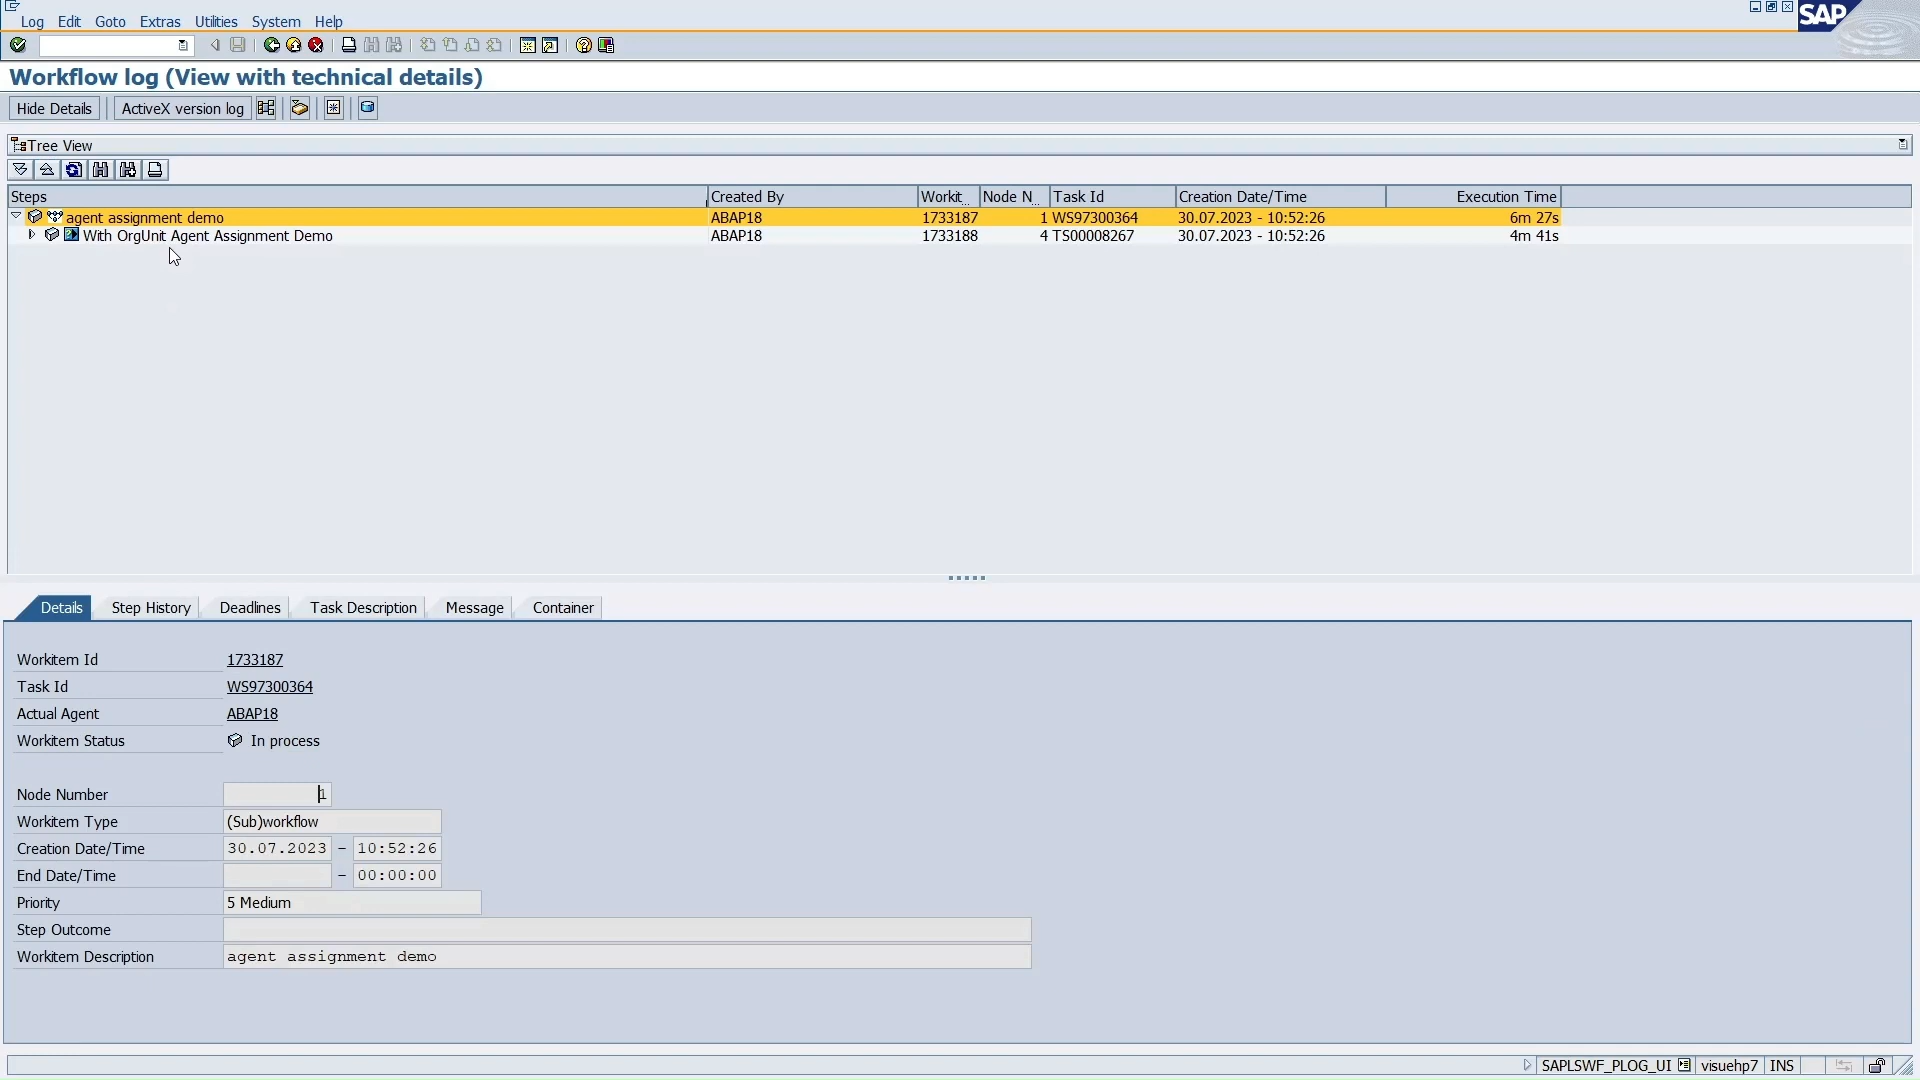 Log Edit Goto Extras Utilities System Help
SAP
Workflow log (View with technical details)
Hide Details ActiveX version log
Tree View
Steps Created By Workit... Node N... Task Id Creation Date/Time Execution Time
agent assignment demo ABAP18 1733187 1 WS97300364 30.07.2023 - 10:52:26 6m 27s
With OrgUnit Agent Assignment Demo ABAP18 1733188 4 TS00008267 30.07.2023 - 10:52:26 4m 41s
Details Step History Deadlines Task Description Message Container
Workitem Id 1733187
Task Id WS97300364
Actual Agent ABAP18
Workitem Status In process
Node Number 1
Workitem Type (Sub)workflow
Creation Date/Time 30.07.2023 - 10:52:26
End Date/Time - 00:00:00
Priority 5 Medium
Step Outcome
Workitem Description agent assignment demo
SAPLSWF_PLOG_UI visuehp7 INS